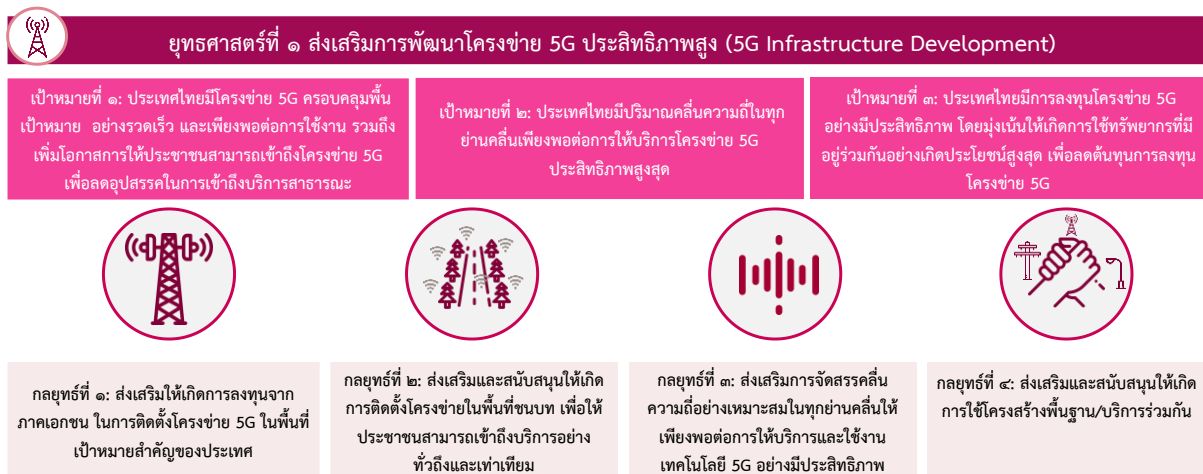 ยุทธศาสตร์ที่ ๑ ส่งเสริมการพัฒนาโครงข่าย 5G ประสิทธิภาพสูง (5G Infrastructure Development)
เป้าหมายที่ ๑: ประเทศไทยมีโครงข่าย 5G ครอบคลุมพื้น
เป้าหมาย อย่างรวดเร็ว และเพียงพอต่อการใช้งาน รวมถึง
เพิ่มโอกาสการให้ประชาชนสามารถเข้าถึงโครงข่าย 5G
เพื่อลดอุปสรรคในการเข้าถึงบริการสาธารณะ
เป้าหมายที่ ๒: ประเทศไทยมีปริมาณคลื่นความถี่ในทุก
ย่านคลื่นเพียงพอต่อการให้บริการโครงข่าย 5G
ประสิทธิภาพสูงสุด
เป้าหมายที่ ๓: ประเทศไทยมีการลงทุนโครงข่าย 5G
อย่างมีประสิทธิภาพ โดยมุ่งเน้นให้เกิดการใช้ทรัพยากรที่มี
อยู่ร่วมกันอย่างเกิดประโยชน์สูงสุด เพื่อลดต้นทุนการลงทุน
โครงข่าย 5G
กลยุทธ์ที่ ๑: ส่งเสริมให้เกิดการลงทุนจาก
ภาคเอกชน ในการติดตั้งโครงข่าย 5G ในพื้นที่
เป้าหมายสำคัญของประเทศ
กลยุทธ์ที่ ๒: ส่งเสริมและสนับสนุนให้เกิด
การติดตั้งโครงข่ายในพื้นที่ชนบท เพื่อให้
ประชาชนสามารถเข้าถึงบริการอย่าง
ทั่วถึงและเท่าเทียม
กลยุทธ์ที่ ๓: ส่งเสริมการจัดสรรคลื่น
ความถี่อย่างเหมาะสมในทุกย่านคลื่นให้
เพียงพอต่อการให้บริการและใช้งาน
เทคโนโลยี 5G อย่างมีประสิทธิภาพ
กลยุทธ์ที่ ๔: ส่งเสริมและสนับสนุนให้เกิด
การใช้โครงสร้างพื้นฐาน/บริการร่วมกัน